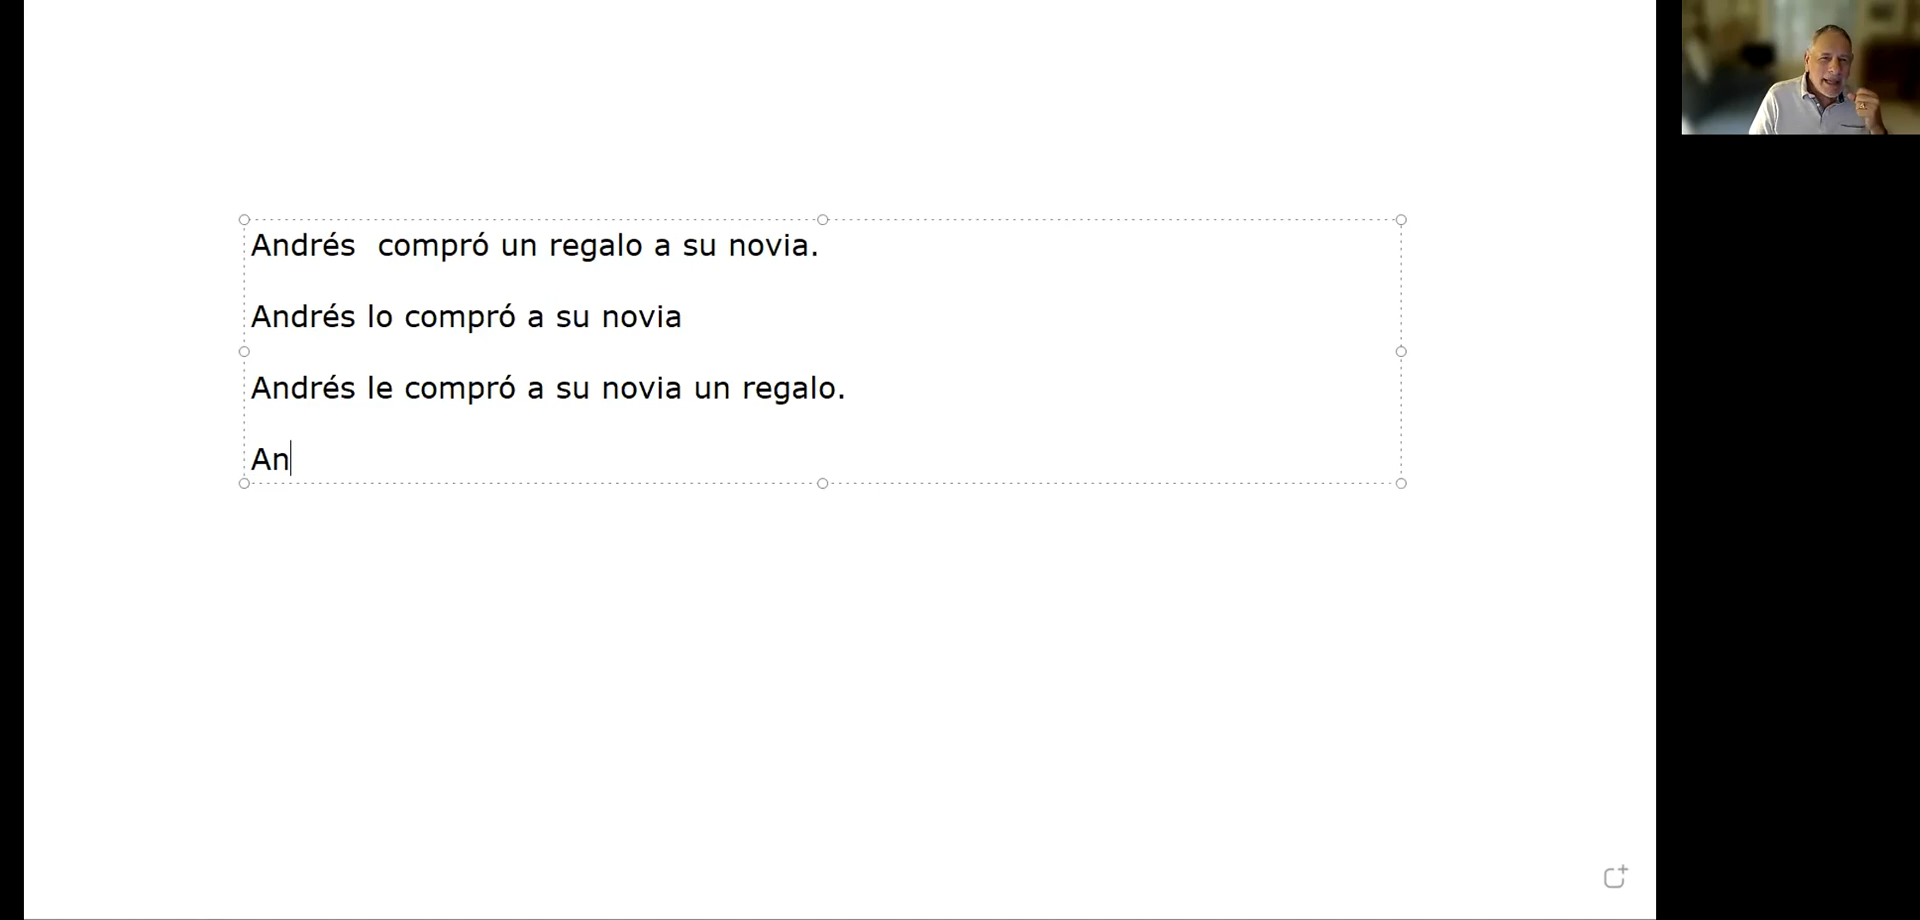 Andrés  compró un regalo a su novia.
Andrés lo compró a su novia
Andrés le compró a su novia un regalo.
An